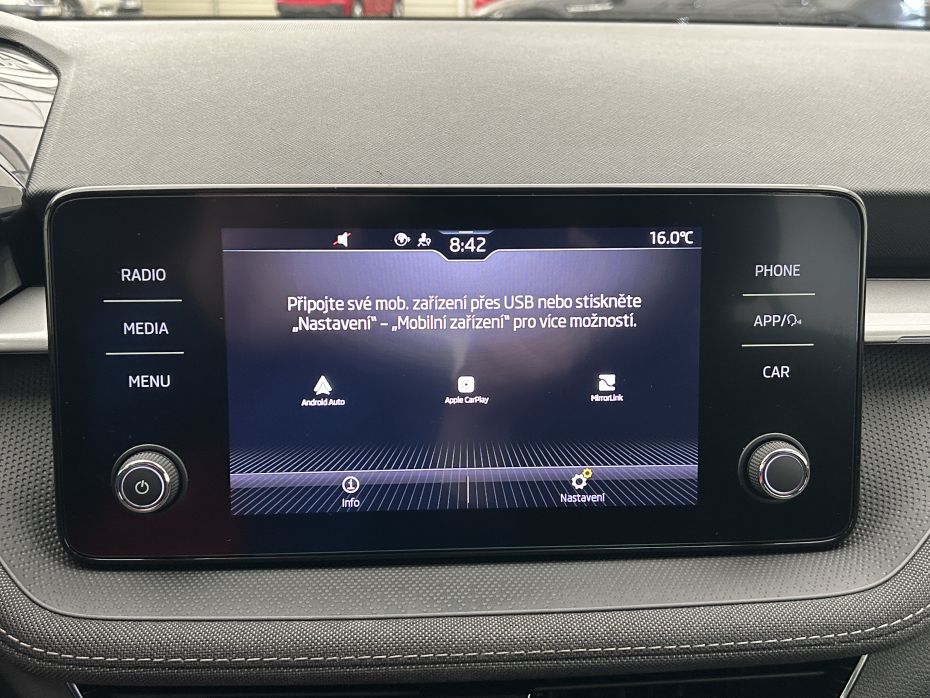 8:42
16.0°C
RADIO
MEDIA
MENU
Připojte své mob. zařízení přes USB nebo stiskněte
„Nastavení“ – „Mobilní zařízení“ pro více možností.
Android Auto
Apple CarPlay
MirrorLink
Info
Nastavení
PHONE
APP/
CAR